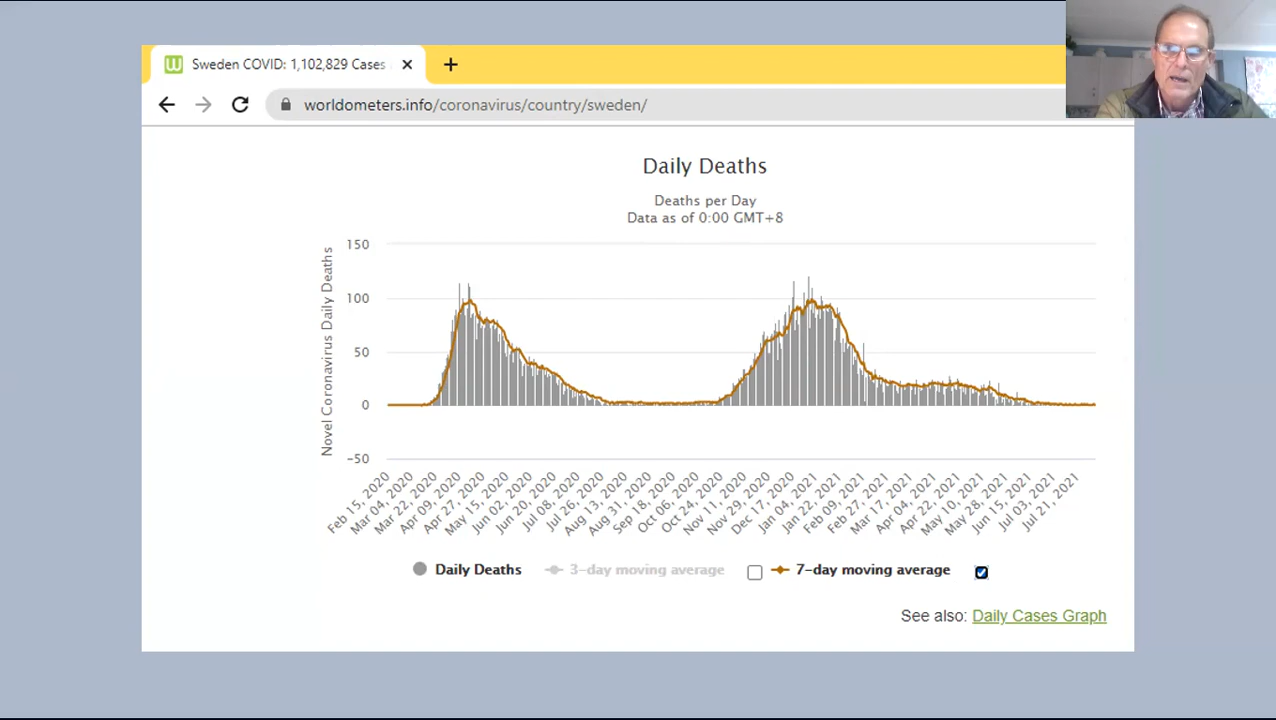 Sweden COVID: 1,102,829 Cases
worldometers.info/coronavirus/country/sweden/
Daily Deaths
Deaths per Day
Data as of 0:00 GMT+8
Novel Coronavirus Daily Deaths
150
100
50
0
-50
Feb 15, 2020
Mar 04, 2020
Mar 22, 2020
Apr 09, 2020
Apr 27, 2020
May 15, 2020
Jun 02, 2020
Jun 20, 2020
Jul 08, 2020
Jul 26, 2020
Aug 13, 2020
Aug 31, 2020
Sep 18, 2020
Oct 06, 2020
Oct 24, 2020
Nov 11, 2020
Nov 29, 2020
Dec 17, 2020
Jan 04, 2021
Jan 22, 2021
Feb 09, 2021
Feb 27, 2021
Mar 17, 2021
Apr 04, 2021
Apr 22, 2021
May 10, 2021
May 28, 2021
Jun 15, 2021
Jul 03, 2021
Jul 21, 2021
Daily Deaths 3-day moving average 7-day moving average
See also: Daily Cases Graph